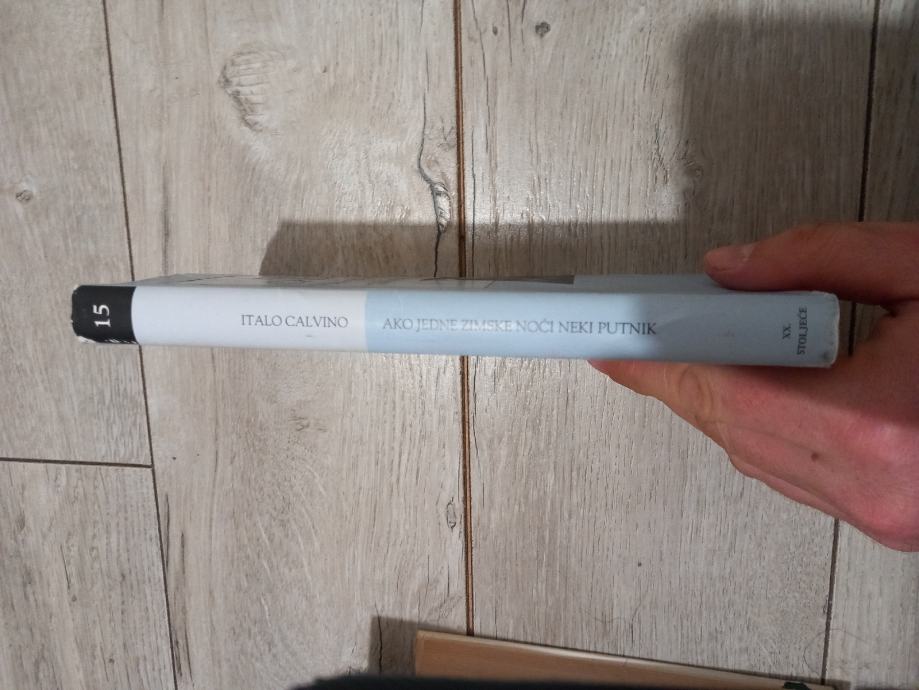 15
ITALO CALVINO
AKO JEDNE ZIMSKE NOĆI NEKI PUTNIK
XX.
STOLJEĆE